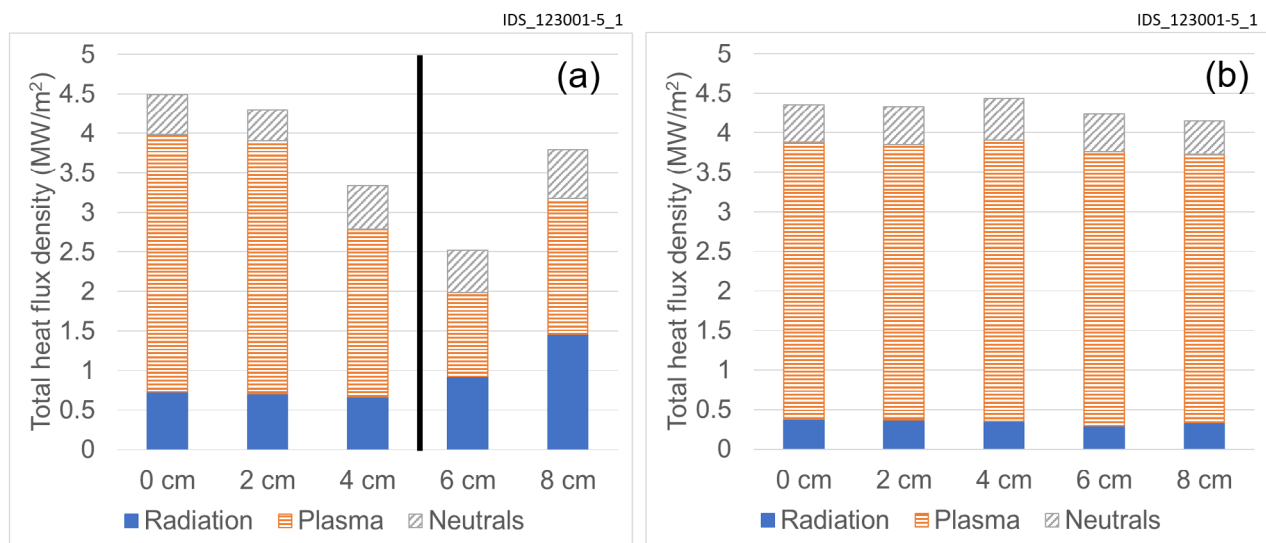 IDS_123001-5_1
(a)
Total heat flux density (MW/m²)
5
4.5
4
3.5
3
2.5
2
1.5
1
0.5
0
0 cm 2 cm 4 cm 6 cm 8 cm
Radiation Plasma Neutrals
IDS_123001-5_1
(b)
Total heat flux density (MW/m²)
5
4.5
4
3.5
3
2.5
2
1.5
1
0.5
0
0 cm 2 cm 4 cm 6 cm 8 cm
Radiation Plasma Neutrals